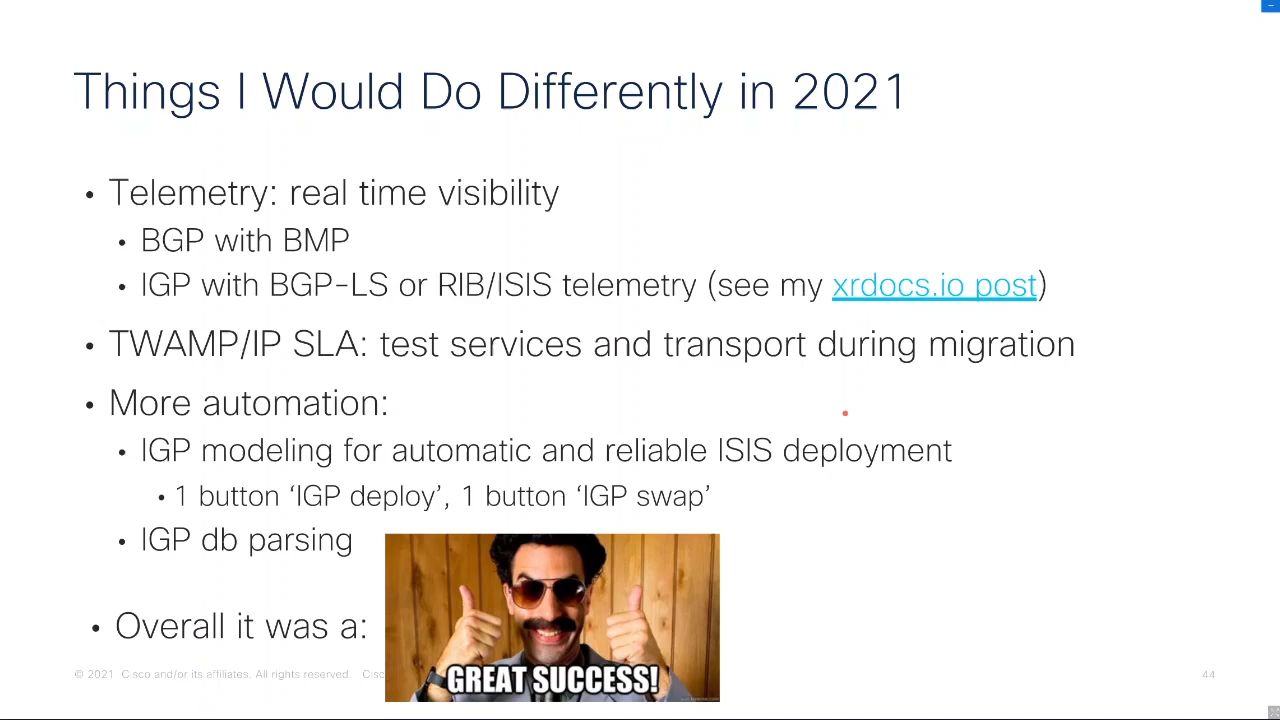 Things I Would Do Differently in 2021
• Telemetry: real time visibility
• BGP with BMP
• IGP with BGP-LS or RIB/ISIS telemetry (see my xrdocs.io post)
• TWAMP/IP SLA: test services and transport during migration
• More automation:
• IGP modeling for automatic and reliable ISIS deployment
• 1 button ‘IGP deploy’, 1 button ‘IGP swap’
• IGP db parsing
• Overall it was a:
GREAT SUCCESS!
© 2021 Cisco and/or its affiliates. All rights reserved. Cisc
44